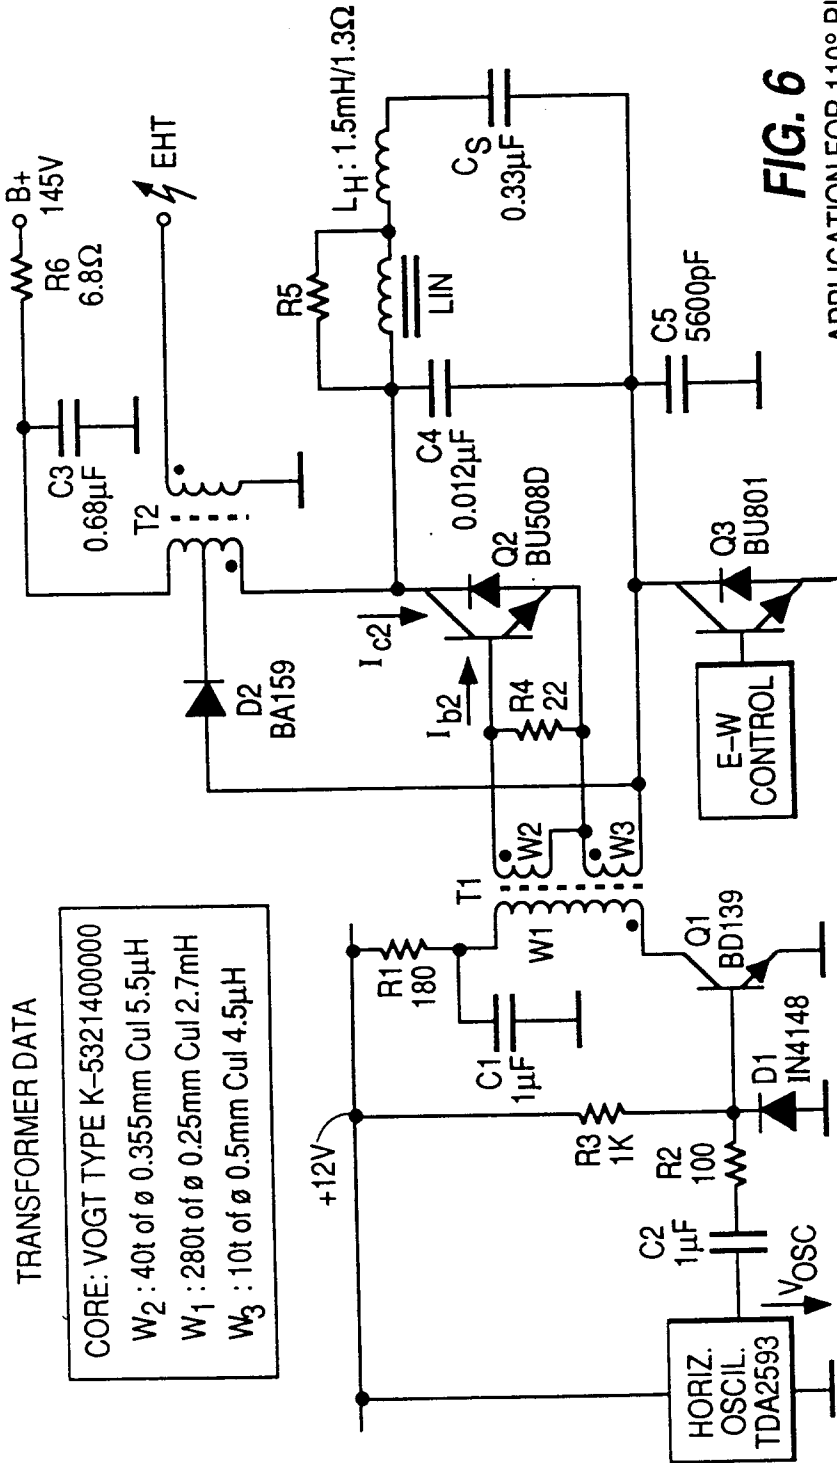 TRANSFORMER DATA
CORE: VOGT TYPE K–5321400000
W2 : 40t of ø 0.355mm Cul 5.5µH
W1 : 280t of ø 0.25mm Cul 2.7mH
W3 : 10t of ø 0.5mm Cul 4.5µH
B+
145V
R6
6.8Ω
EHT
C3
0.68µF
T2
D2
BA159
R5
LIN
LH: 1.5mH/1.3Ω
CS
0.33µF
C4
0.012µF
Ic2
Ib2
Q2
BU508D
R4
22
C5
5600pF
+12V
R1
180
C1
1µF
T1
W1
W2
W3
R3
1K
Q1
BD139
E–W
CONTROL
Q3
BU801
HORIZ.
OSCIL.
TDA2593
C2
1µF
R2
100
D1
IN4148
VOSC
FIG. 6
APPLICATION FOR 110°